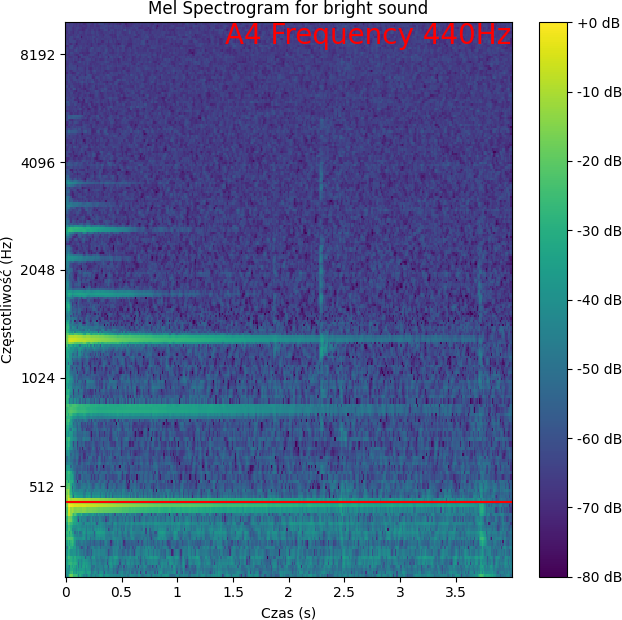 Mel Spectrogram for bright sound
A4 Frequency 440Hz
8192
4096
2048
1024
512
Częstotliwość (Hz)
0
0.5
1
1.5
2
2.5
3
3.5
Czas (s)
+0 dB
-10 dB
-20 dB
-30 dB
-40 dB
-50 dB
-60 dB
-70 dB
-80 dB